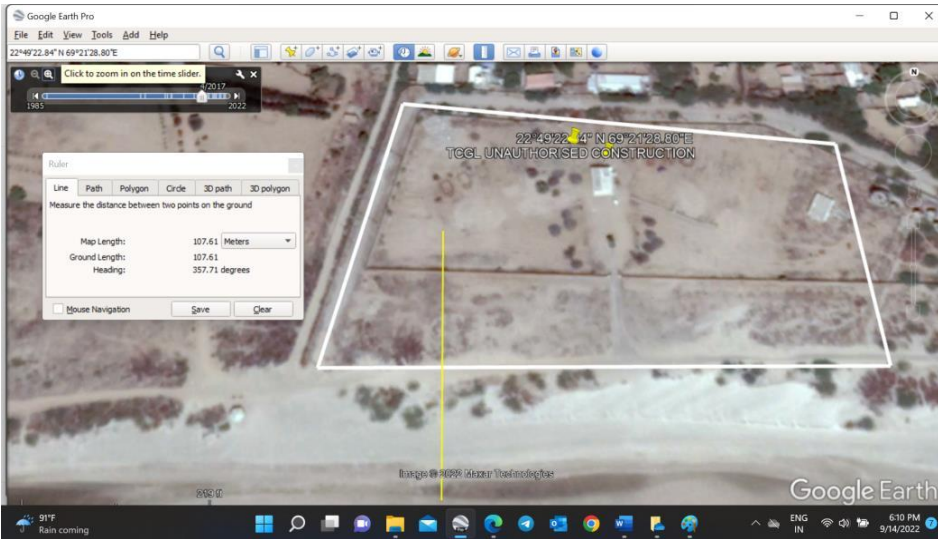 Google Earth Pro
File Edit View Tools Add Help
22°49'22.84" N 69°21'28.80"E
Click to zoom in on the time slider.
4/2017
1985
2022
N
22°49'22.84" N 69°21'28.80"E
TCGL UNAUTHORISED CONSTRUCTION
Ruler
Line Path Polygon Circle 3D path 3D polygon
Measure the distance between two points on the ground
Map Length: 107.61 Meters
Ground Length: 107.61
Heading: 357.71 degrees
Mouse Navigation Save Clear
Image © 2022 Maxar Technologies
219 ft
Google Earth
91°F
Rain coming
ENG
IN
6:10 PM
9/14/2022
7